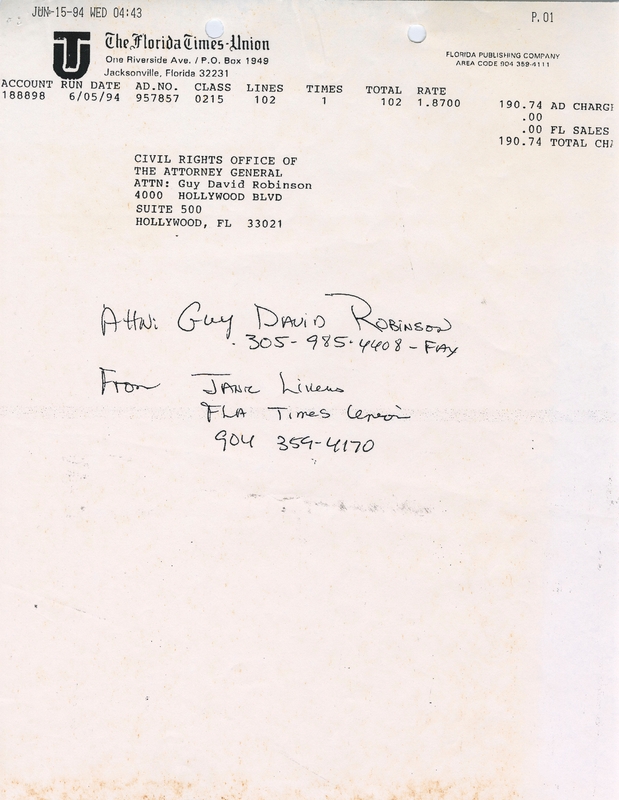 JUN-15-94 WED 04:43
P.01
The Florida Times-Union
One Riverside Ave. / P.O. Box 1949
Jacksonville, Florida 32231
FLORIDA PUBLISHING COMPANY
AREA CODE 904 359-4111
ACCOUNT RUN DATE AD.NO. CLASS LINES TIMES TOTAL RATE
188898 6/05/94 957857 0215 102 1 102 1.8700 190.74 AD CHARGE
.00
.00 FL SALES
190.74 TOTAL CHA
CIVIL RIGHTS OFFICE OF
THE ATTORNEY GENERAL
ATTN: Guy David Robinson
4000 HOLLYWOOD BLVD
SUITE 500
HOLLYWOOD, FL 33021
Attn: Guy David Robinson
305-985-4408 - FAX
From Jane
FLA Times Union
904 359-4170